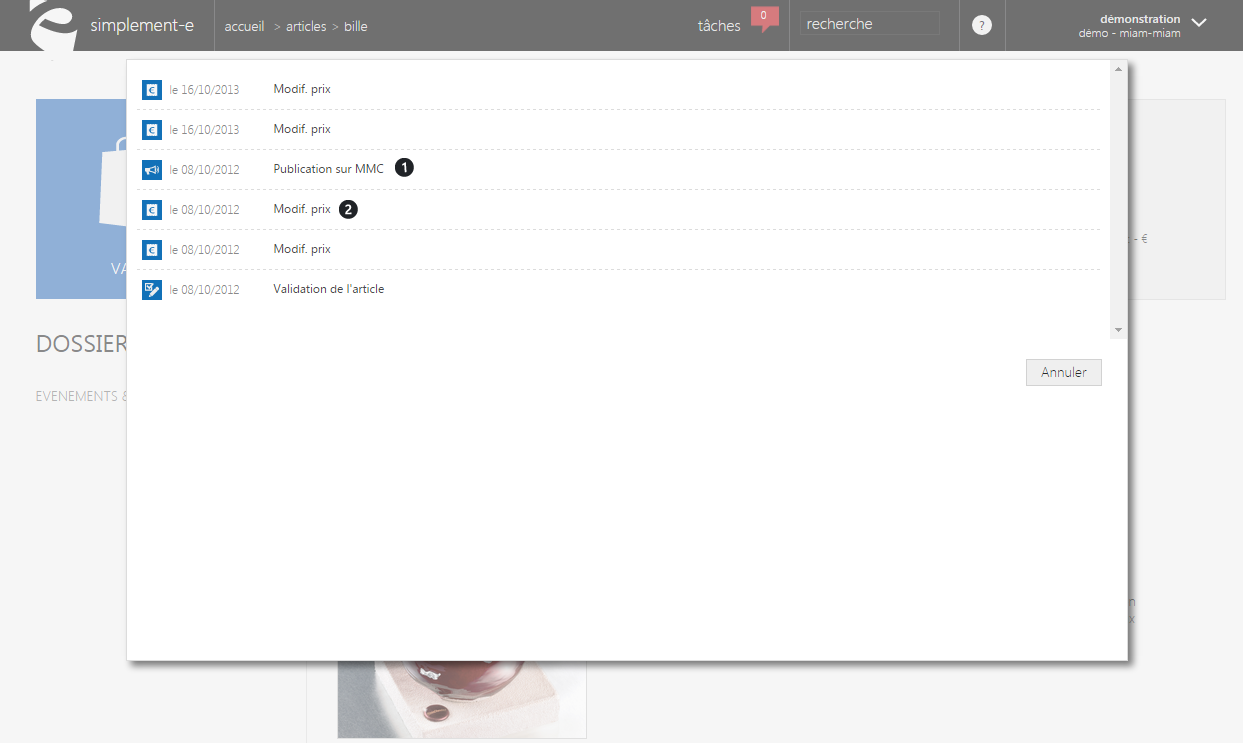 simplement-e
accueil > articles > bille
tâches
0
recherche
?
démonstration
démo - miam-miam
le 16/10/2013 Modif. prix
le 16/10/2013 Modif. prix
le 08/10/2012 Publication sur MMC 1
le 08/10/2012 Modif. prix 2
le 08/10/2012 Modif. prix
le 08/10/2012 Validation de l'article
Annuler
VA
- €
DOSSIER
EVENEMENTS &
n
x